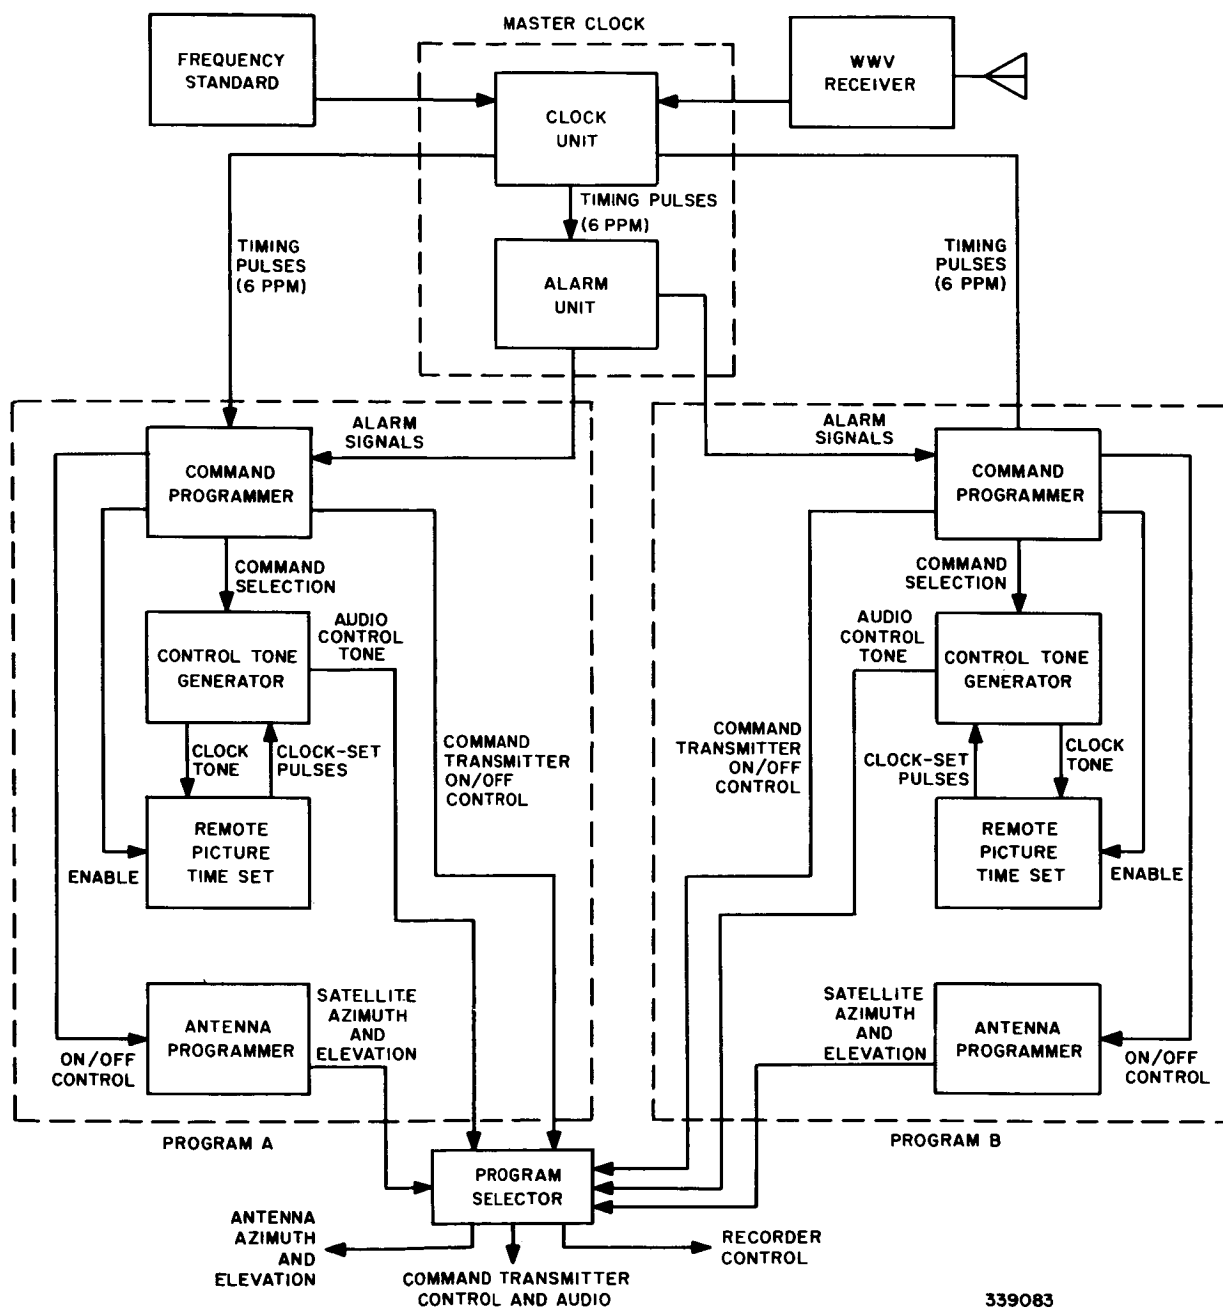 MASTER CLOCK
FREQUENCY
STANDARD
WWV
RECEIVER
CLOCK
UNIT
TIMING PULSES
(6 PPM)
TIMING
PULSES
(6 PPM)
TIMING
PULSES
(6 PPM)
ALARM
UNIT
ALARM
SIGNALS
ALARM
SIGNALS
COMMAND
PROGRAMMER
COMMAND
SELECTION
AUDIO
CONTROL
TONE
CONTROL TONE
GENERATOR
CLOCK
TONE
CLOCK-SET
PULSES
COMMAND
TRANSMITTER
ON/OFF
CONTROL
REMOTE
PICTURE
TIME SET
ENABLE
ANTENNA
PROGRAMMER
SATELLITE
AZIMUTH
AND
ELEVATION
ON/OFF
CONTROL
PROGRAM A
COMMAND
PROGRAMMER
COMMAND
SELECTION
AUDIO
CONTROL
TONE
CONTROL TONE
GENERATOR
COMMAND
TRANSMITTER
ON/OFF
CONTROL
CLOCK-SET
PULSES
CLOCK
TONE
REMOTE
PICTURE
TIME SET
ENABLE
SATELLITE
AZIMUTH
AND
ELEVATION
ANTENNA
PROGRAMMER
ON/OFF
CONTROL
PROGRAM B
PROGRAM
SELECTOR
ANTENNA
AZIMUTH
AND
ELEVATION
COMMAND TRANSMITTER
CONTROL AND AUDIO
RECORDER
CONTROL
339083